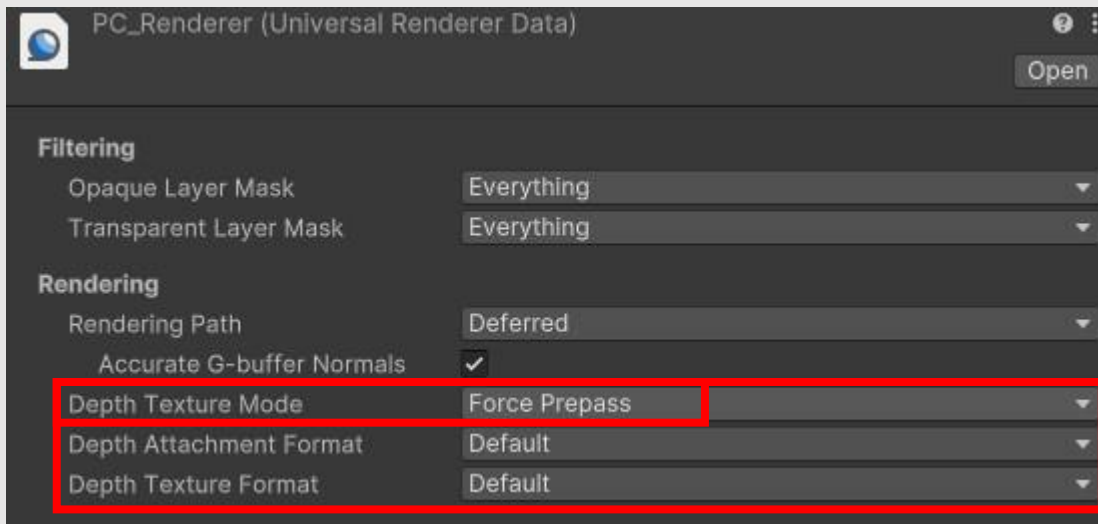 PC_Renderer (Universal Renderer Data)
Open
Filtering
Opaque Layer Mask Everything
Transparent Layer Mask Everything
Rendering
Rendering Path Deferred
Accurate G-buffer Normals
Depth Texture Mode Force Prepass
Depth Attachment Format Default
Depth Texture Format Default